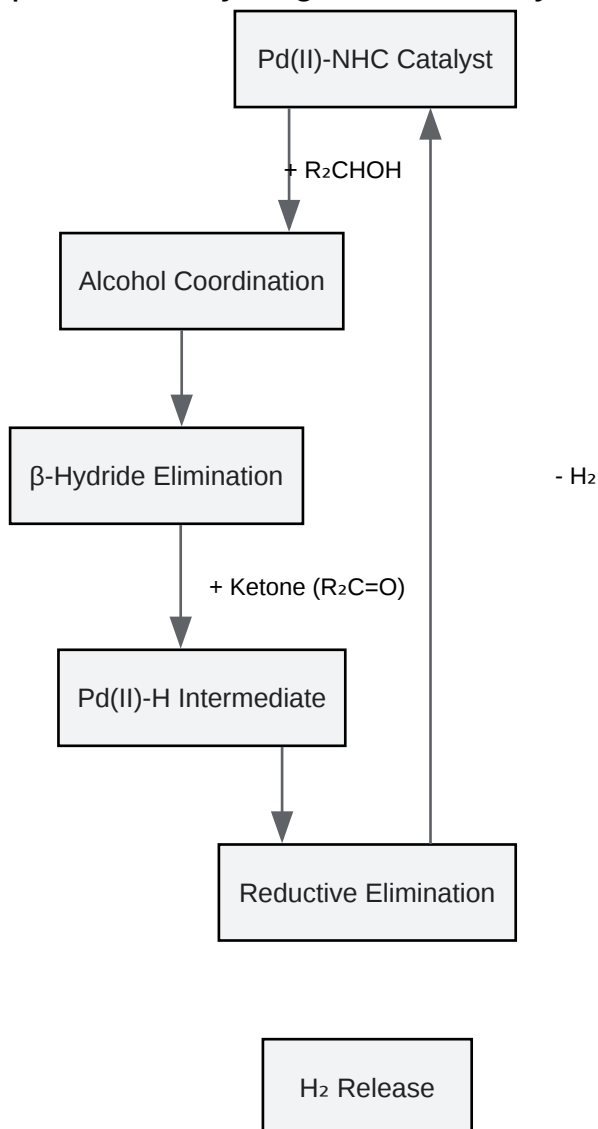 Pd(II)-NHC Catalyst
+ R₂CHOH
Alcohol Coordination
β-Hydride Elimination
- H₂
+ Ketone (R₂C=O)
Pd(II)-H Intermediate
Reductive Elimination
H₂ Release